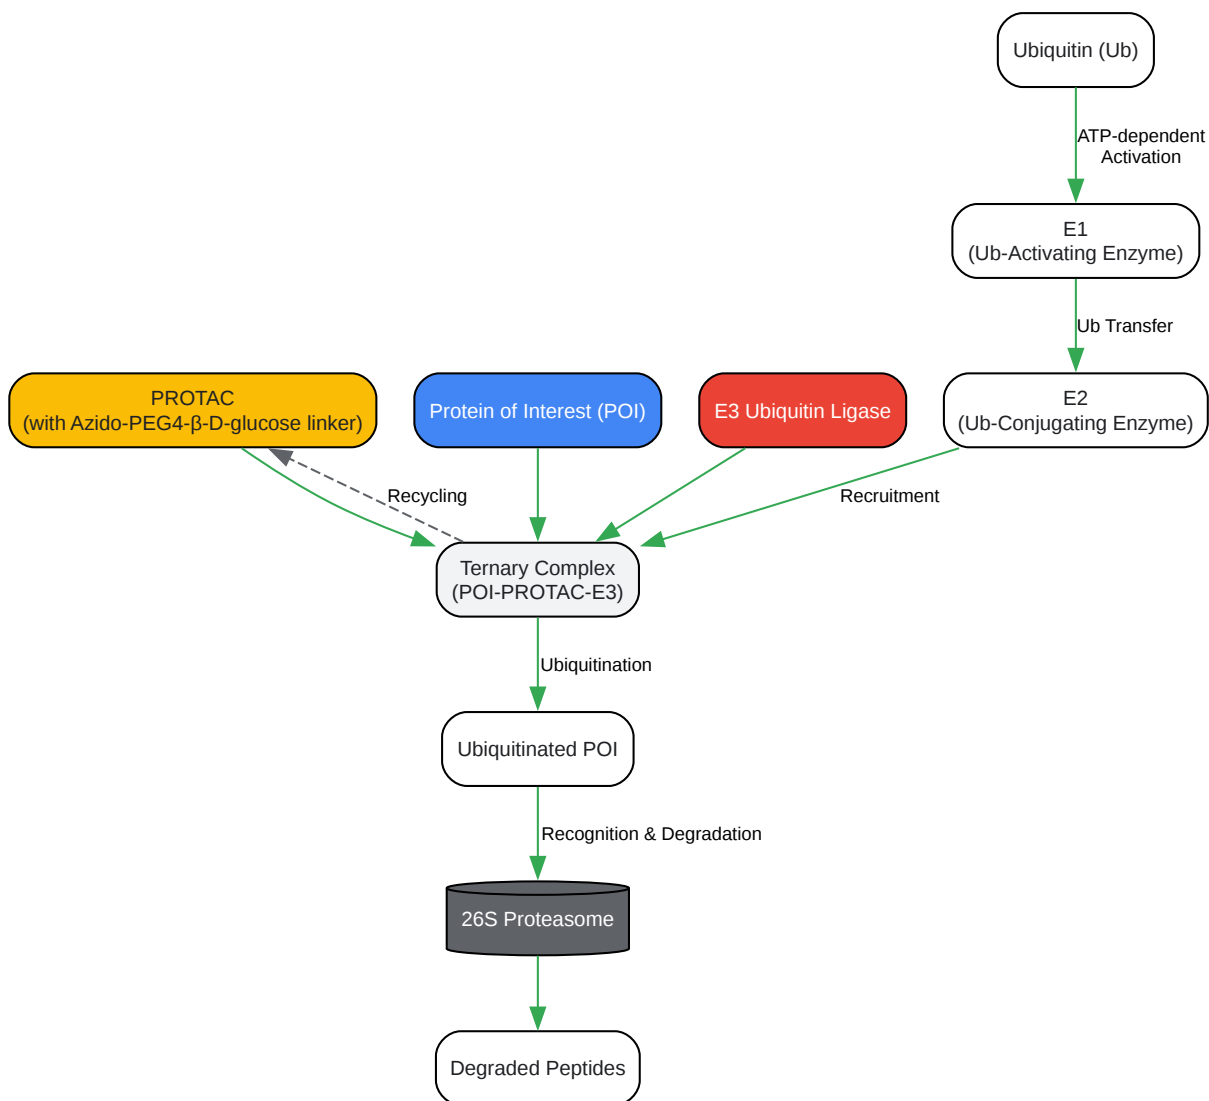 Ubiquitin (Ub)
ATP-dependent
Activation
E1
(Ub-Activating Enzyme)
Ub Transfer
PROTAC
(with Azido-PEG4-β-D-glucose linker)
Protein of Interest (POI)
E3 Ubiquitin Ligase
E2
(Ub-Conjugating Enzyme)
Recycling
Recruitment
Ternary Complex
(POI-PROTAC-E3)
Ubiquitination
Ubiquitinated POI
Recognition & Degradation
26S Proteasome
Degraded Peptides